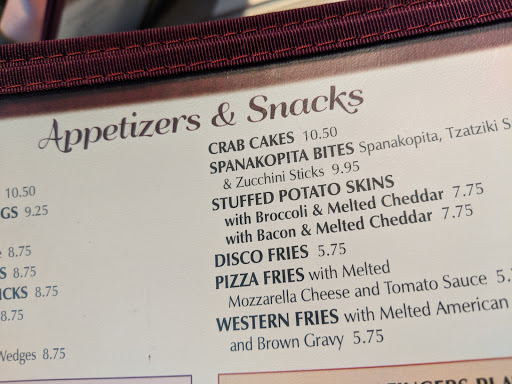 Appetizers & Snacks
10.50
9.25
8.75
8.75
8.75
8.75
Wedges 8.75
CRAB CAKES 10.50
SPANAKOPITA BITES Spanakopita, Tzatziki
& Zucchini Sticks 9.95
STUFFED POTATO SKINS
with Broccoli & Melted Cheddar 7.75
with Bacon & Melted Cheddar 7.75
DISCO FRIES 5.75
PIZZA FRIES with Melted
Mozzarella Cheese and Tomato Sauce 5.
WESTERN FRIES with Melted American
and Brown Gravy 5.75